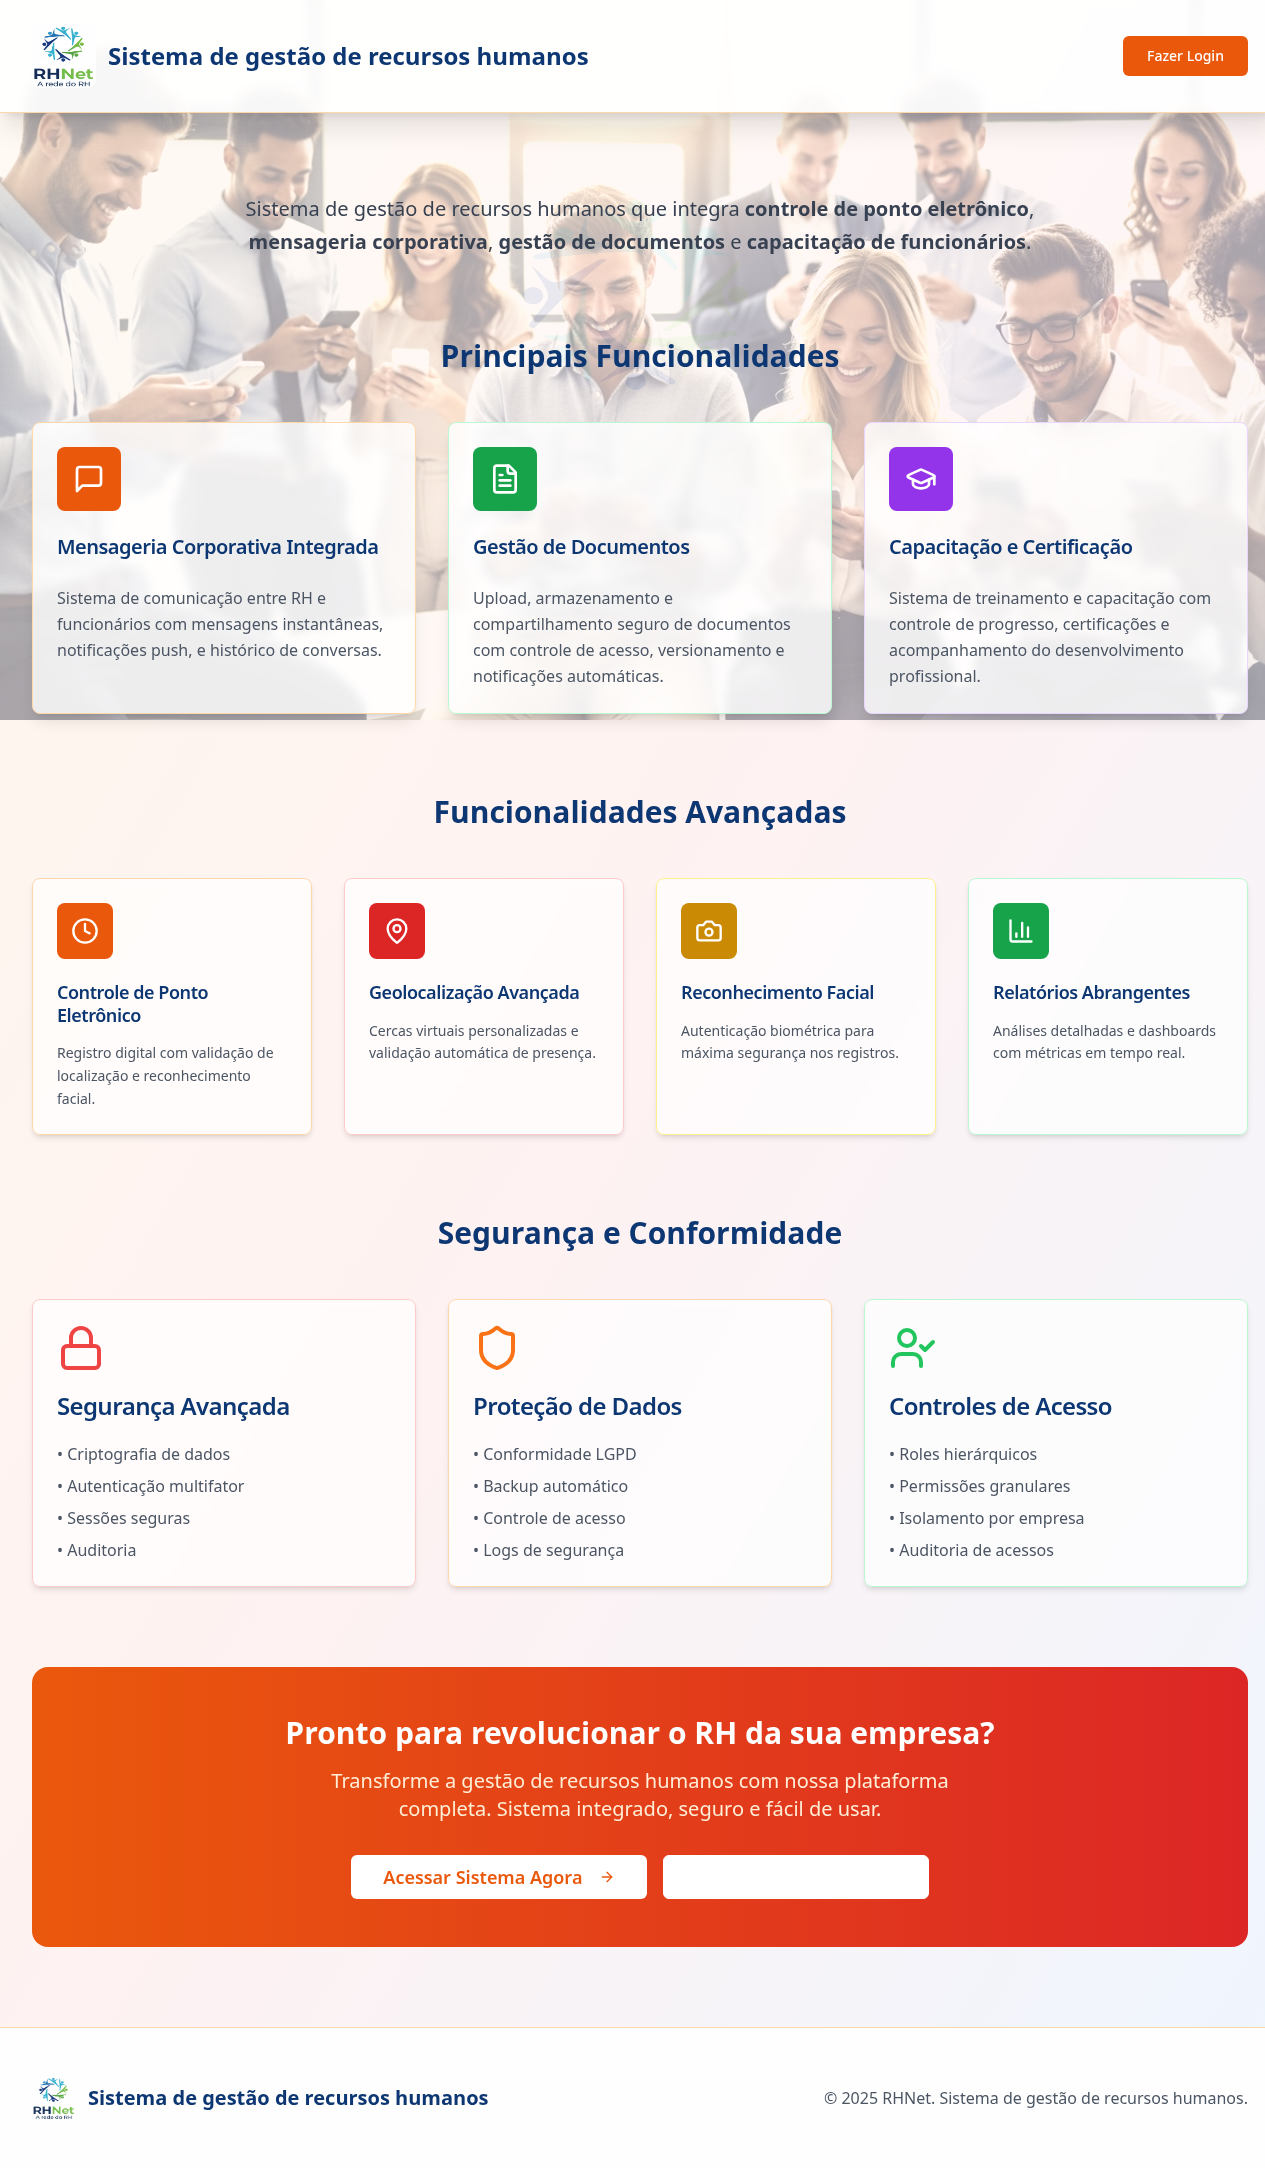 RHNet
A rede do RH
Sistema de gestão de recursos humanos
Fazer Login
Sistema de gestão de recursos humanos que integra controle de ponto eletrônico,
mensageria corporativa, gestão de documentos e capacitação de funcionários.
Principais Funcionalidades
Mensageria Corporativa Integrada
Sistema de comunicação entre RH e
funcionários com mensagens instantâneas,
notificações push, e histórico de conversas.
Gestão de Documentos
Upload, armazenamento e
compartilhamento seguro de documentos
com controle de acesso, versionamento e
notificações automáticas.
Capacitação e Certificação
Sistema de treinamento e capacitação com
controle de progresso, certificações e
acompanhamento do desenvolvimento
profissional.
Funcionalidades Avançadas
Controle de Ponto
Eletrônico
Registro digital com validação de
localização e reconhecimento
facial.
Geolocalização Avançada
Cercas virtuais personalizadas e
validação automática de presença.
Reconhecimento Facial
Autenticação biométrica para
máxima segurança nos registros.
Relatórios Abrangentes
Análises detalhadas e dashboards
com métricas em tempo real.
Segurança e Conformidade
Segurança Avançada
• Criptografia de dados
• Autenticação multifator
• Sessões seguras
• Auditoria
Proteção de Dados
• Conformidade LGPD
• Backup automático
• Controle de acesso
• Logs de segurança
Controles de Acesso
• Roles hierárquicos
• Permissões granulares
• Isolamento por empresa
• Auditoria de acessos
Pronto para revolucionar o RH da sua empresa?
Transforme a gestão de recursos humanos com nossa plataforma
completa. Sistema integrado, seguro e fácil de usar.
Acessar Sistema Agora
RHNet
A rede do RH
Sistema de gestão de recursos humanos
© 2025 RHNet. Sistema de gestão de recursos humanos.